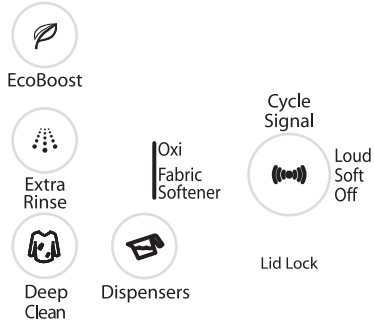 EcoBoost
Cycle
Signal
Oxi
Fabric
Softener
Loud
Soft
Off
Extra
Rinse
Lid Lock
Deep
Clean
Dispensers